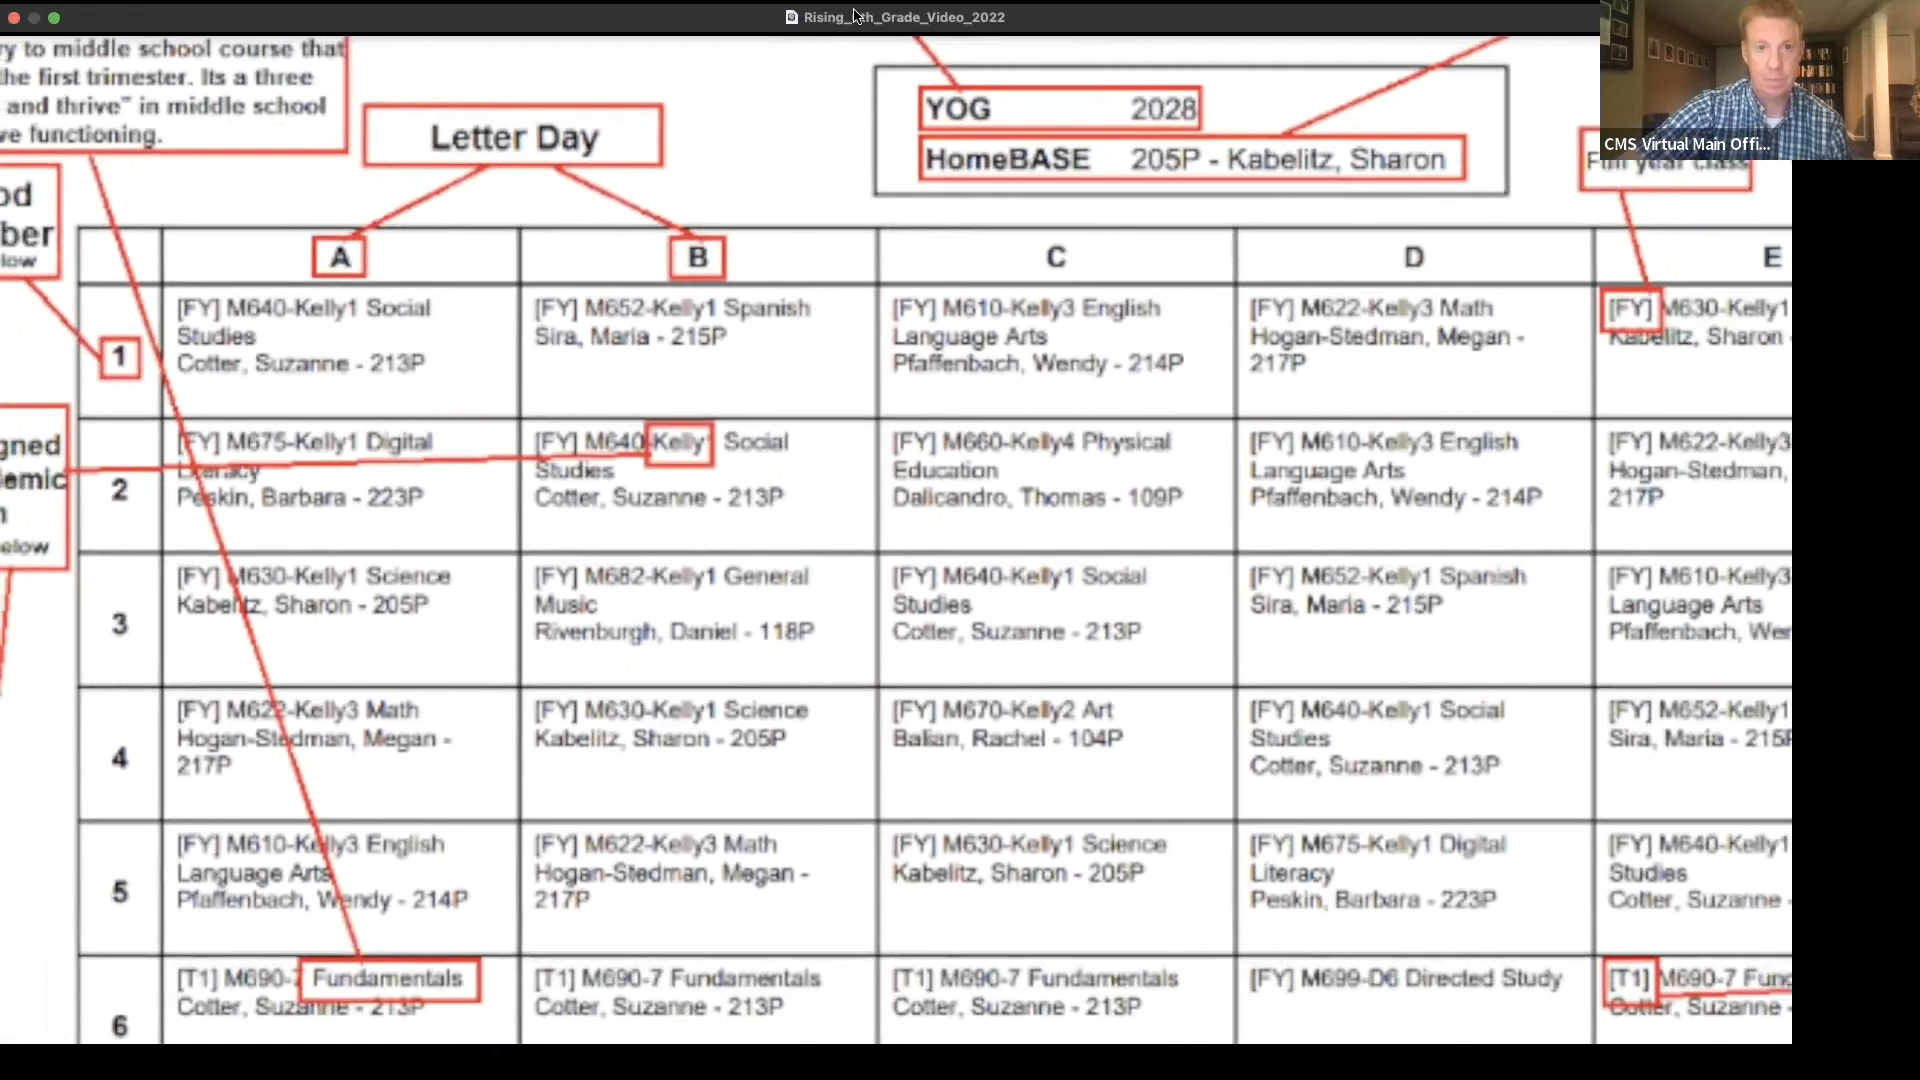 Rising_6th_Grade_Video_2022
CMS Virtual Main Offi...
ry to middle school course that
the first trimester. Its a three
and thrive" in middle school
ve functioning.
Letter Day
YOG 2028
HomeBASE 205P - Kabelitz, Sharon
Full year class
od
ber
low
A B C D E
1
[FY] M640-Kelly1 Social
Studies
Cotter, Suzanne - 213P
[FY] M652-Kelly1 Spanish
Sira, Maria - 215P
[FY] M610-Kelly3 English
Language Arts
Pfaffenbach, Wendy - 214P
[FY] M622-Kelly3 Math
Hogan-Stedman, Megan -
217P
[FY] M630-Kelly1
Kabelitz, Sharon -
gned
emic
n
elow
2
[FY] M675-Kelly1 Digital
Literacy
Peskin, Barbara - 223P
[FY] M640-Kelly1 Social
Studies
Cotter, Suzanne - 213P
[FY] M660-Kelly4 Physical
Education
Dalicandro, Thomas - 109P
[FY] M610-Kelly3 English
Language Arts
Pfaffenbach, Wendy - 214P
[FY] M622-Kelly3
Hogan-Stedman,
217P
3
[FY] M630-Kelly1 Science
Kabelitz, Sharon - 205P
[FY] M682-Kelly1 General
Music
Rivenburgh, Daniel - 118P
[FY] M640-Kelly1 Social
Studies
Cotter, Suzanne - 213P
[FY] M652-Kelly1 Spanish
Sira, Maria - 215P
[FY] M610-Kelly3
Language Arts
Pfaffenbach, Wen
4
[FY] M622-Kelly3 Math
Hogan-Stedman, Megan -
217P
[FY] M630-Kelly1 Science
Kabelitz, Sharon - 205P
[FY] M670-Kelly2 Art
Balian, Rachel - 104P
[FY] M640-Kelly1 Social
Studies
Cotter, Suzanne - 213P
[FY] M652-Kelly1
Sira, Maria - 215P
5
[FY] M610-Kelly3 English
Language Arts
Pfaffenbach, Wendy - 214P
[FY] M622-Kelly3 Math
Hogan-Stedman, Megan -
217P
[FY] M630-Kelly1 Science
Kabelitz, Sharon - 205P
[FY] M675-Kelly1 Digital
Literacy
Peskin, Barbara - 223P
[FY] M640-Kelly1
Studies
Cotter, Suzanne -
6
[T1] M690-7 Fundamentals
Cotter, Suzanne - 213P
[T1] M690-7 Fundamentals
Cotter, Suzanne - 213P
[T1] M690-7 Fundamentals
Cotter, Suzanne - 213P
[FY] M699-D6 Directed Study
[T1] M690-7 Func
Cotter, Suzanne -